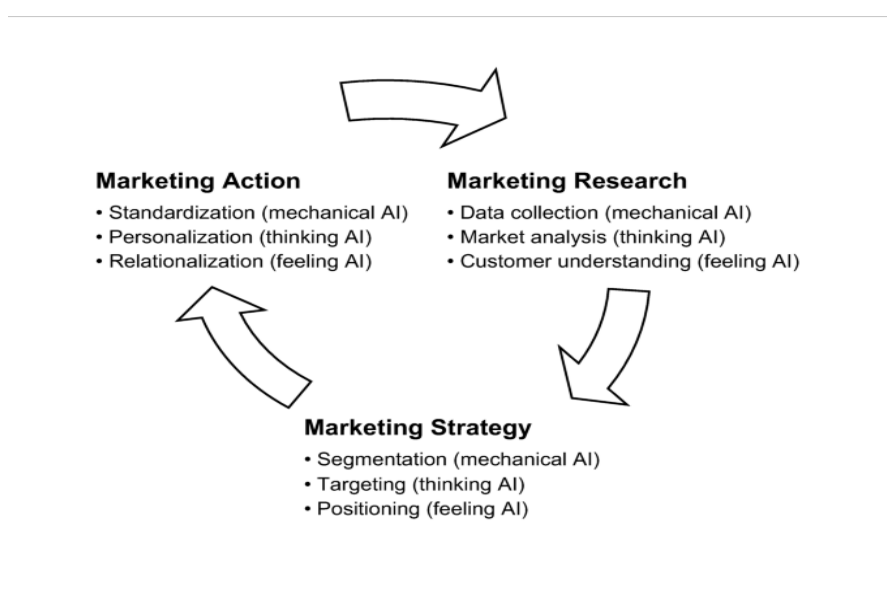 Marketing Action
• Standardization (mechanical AI)
• Personalization (thinking AI)
• Relationalization (feeling AI)
Marketing Research
• Data collection (mechanical AI)
• Market analysis (thinking AI)
• Customer understanding (feeling AI)
Marketing Strategy
• Segmentation (mechanical AI)
• Targeting (thinking AI)
• Positioning (feeling AI)